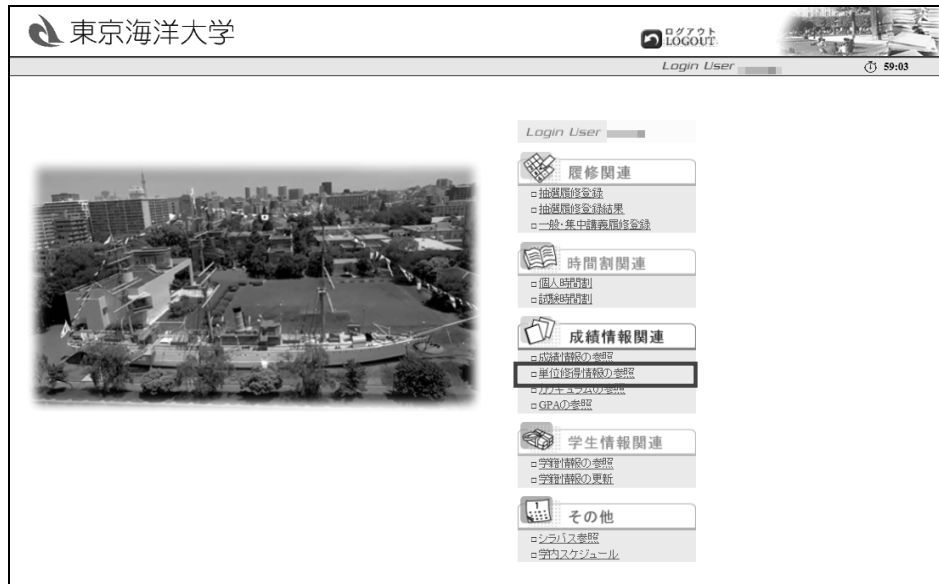 東京海洋大学
ログアウト
LOGOUT
Login User
59:03
Login User
履修関連
抽選履修登録
抽選履修登録結果
一般・集中講義履修登録
時間割関連
個人時間割
試験時間割
成績情報関連
成績情報の参照
単位修得情報の参照
カリキュラムの参照
GPAの参照
学生情報関連
学籍情報の参照
学籍情報の更新
その他
シラバス参照
学内スケジュール